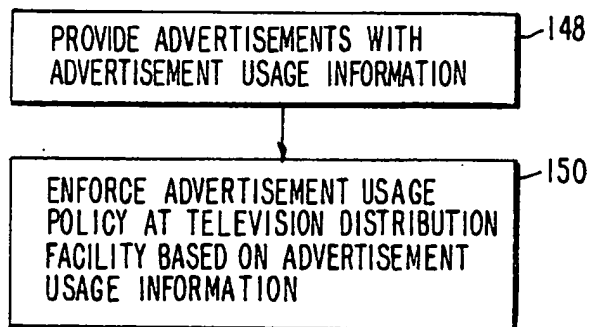 PROVIDE ADVERTISEMENTS WITH
ADVERTISEMENT USAGE INFORMATION
148
ENFORCE ADVERTISEMENT USAGE
POLICY AT TELEVISION DISTRIBUTION
FACILITY BASED ON ADVERTISEMENT
USAGE INFORMATION
150